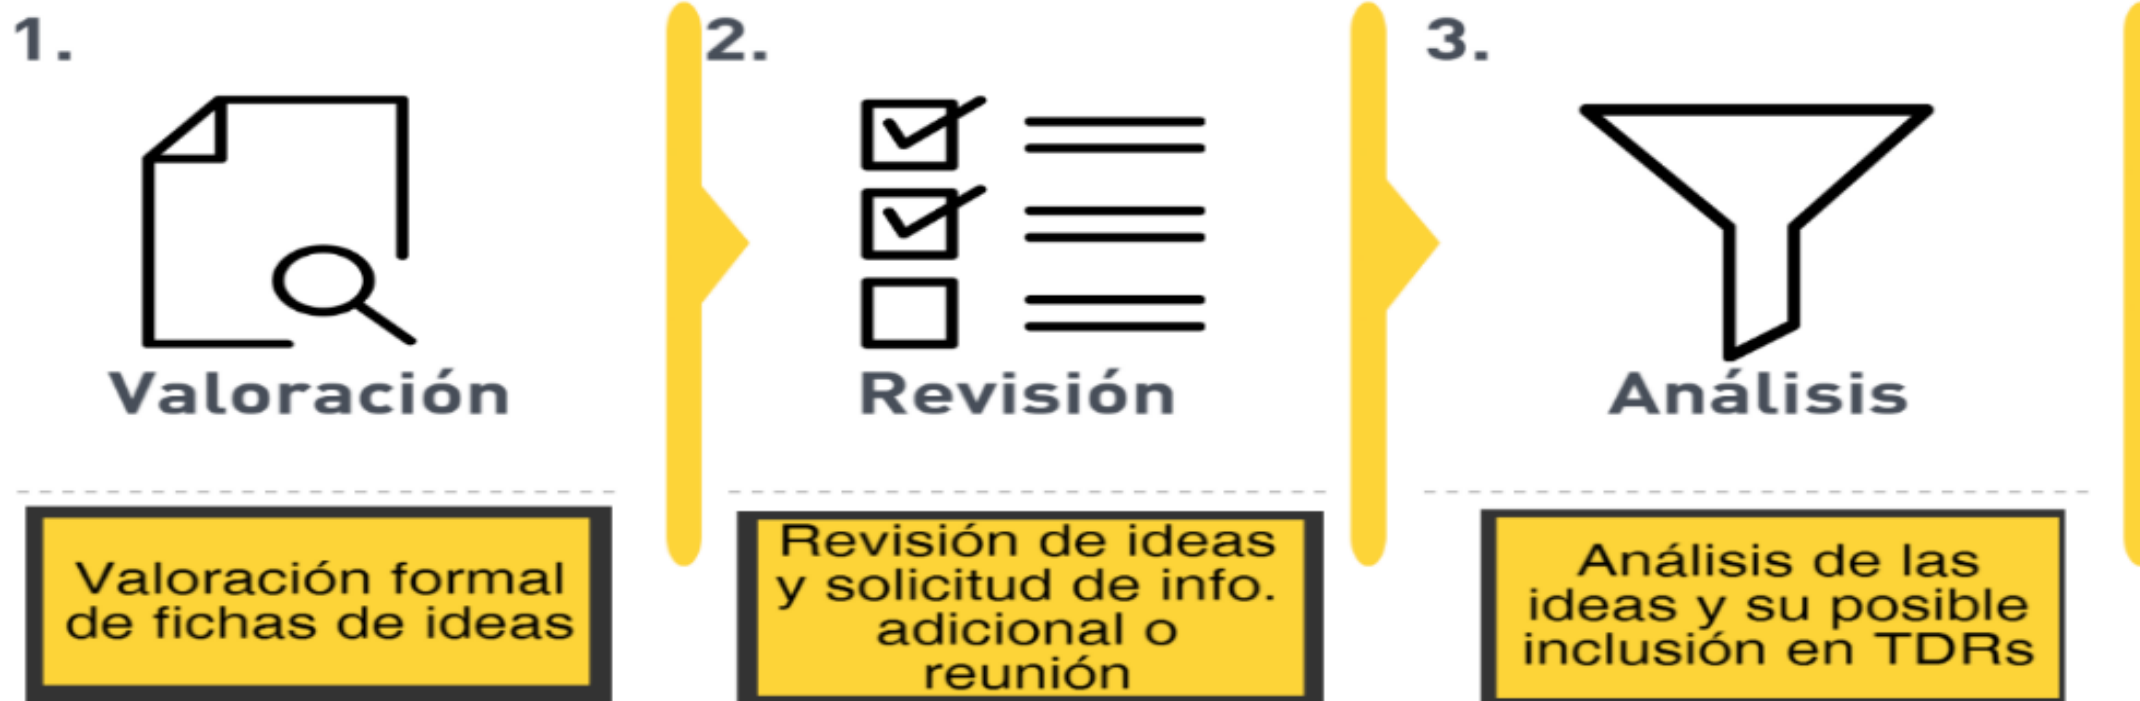 1.
Valoración
Valoración formal
de fichas de ideas
2.
Revisión
Revisión de ideas
y solicitud de info.
adicional o
reunión
3.
Análisis
Análisis de las
ideas y su posible
inclusión en TDRs